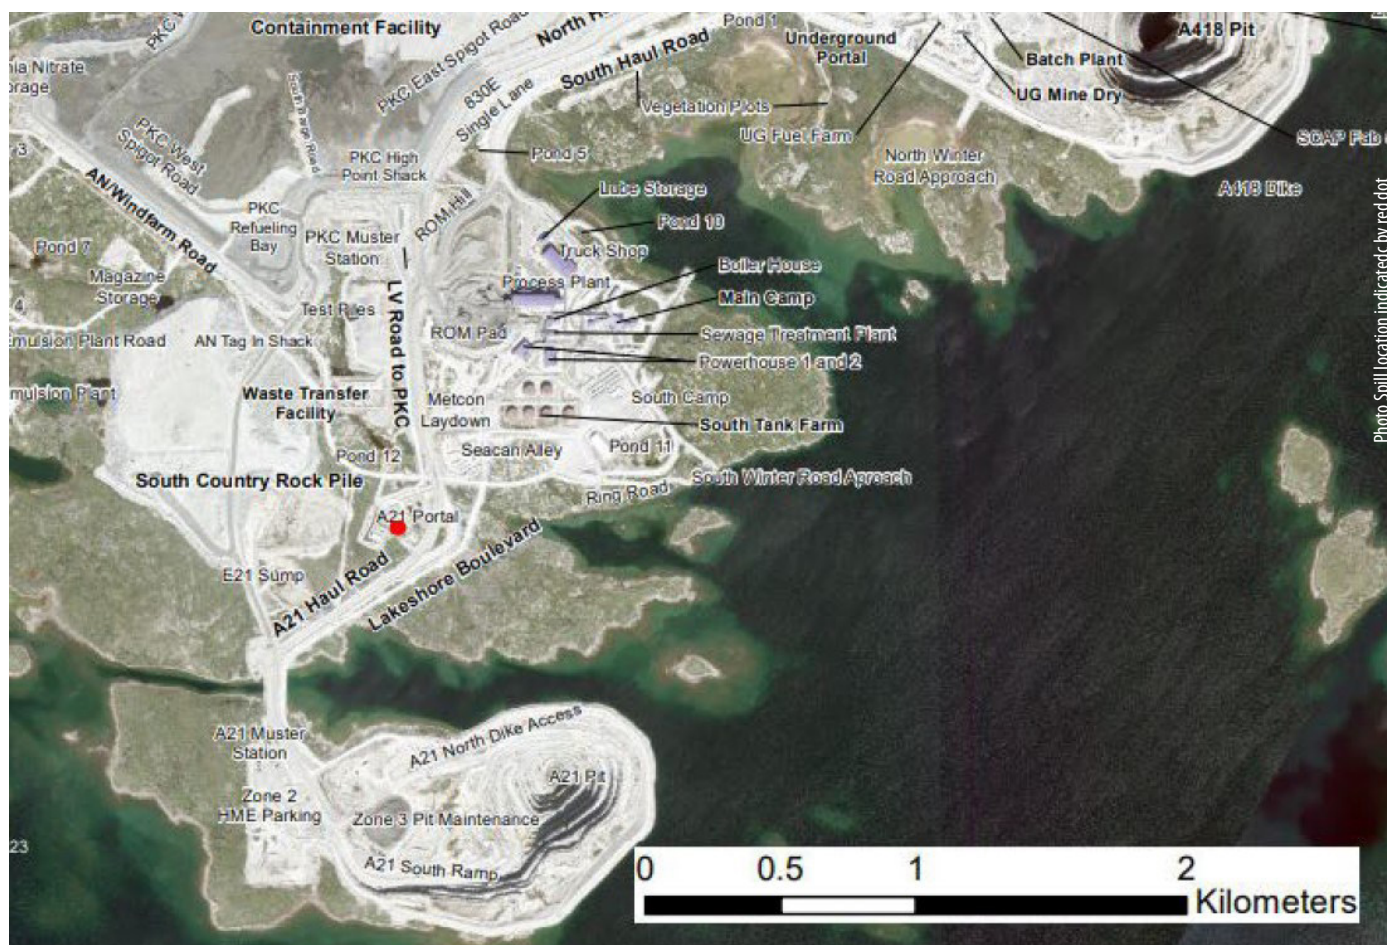 Containment Facility
PKC East Spigot Road
North H
South Haul Road
Pond 1
Underground
Portal
A418 Pit
Batch Plant
UG Mine Dry
nia Nitrate
orage
South
Road
830E
Single Lane
Vegetation Plots
UG Fuel Farm
SCAP Fab
3
PKC West
Spigot Road
PKC High
Point Shack
Pond 5
North Winter
Road Approach
A418 Dike
AN/Windfarm Road
PKC
Refueling
Bay
ROM Hill
Lube Storage
Pond 10
Pond 7
PKC Muster
Station
Truck Shop
Boiler House
Magazine
Storage
Process Plant
Main Camp
4
Test Piles
LV Road to PKC
ROM Pad
Sewage Treatment Plant
Emulsion Plant Road
AN Tag In Shack
Powerhouse 1 and 2
mulsion Plant
Waste Transfer
Facility
Metcon
Laydown
South Camp
South Tank Farm
Pond 12
Seacan Alley
Pond 11
South Country Rock Pile
Ring Road
South Winter Road Aproach
A21 Portal
E21 Sump
A21 Haul Road
Lakeshore Boulevard
A21 Muster
Station
A21 North Dike Access
A21 Pit
Zone 2
HME Parking
Zone 3 Pit Maintenance
23
A21 South Ramp
0 0.5 1 2
Kilometers
Photo Spill location indicatedc by red dot